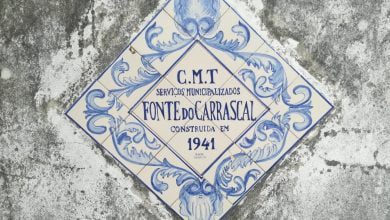 C.M.T
SERVIÇOS MUNICIPALIZADOS
FONTE DO CARRASCAL
CONSTRUIDA EM
1941